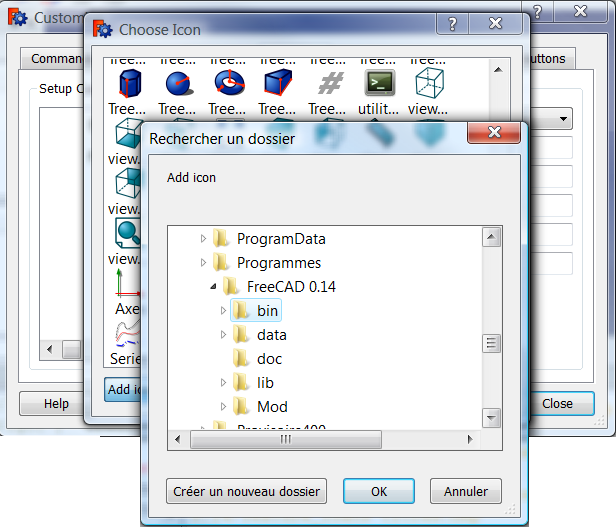 Custom
Choose Icon
Comman
uttons
Setup C
Tree...
Tree...
Tree...
Tree...
Tree...
utilit...
view...
view...
view...
view...
Axe
Serie
Add ic
Help
Close
Rechercher un dossier
Add icon
ProgramData
Programmes
FreeCAD 0.14
bin
data
doc
lib
Mod
Créer un nouveau dossier
OK
Annuler